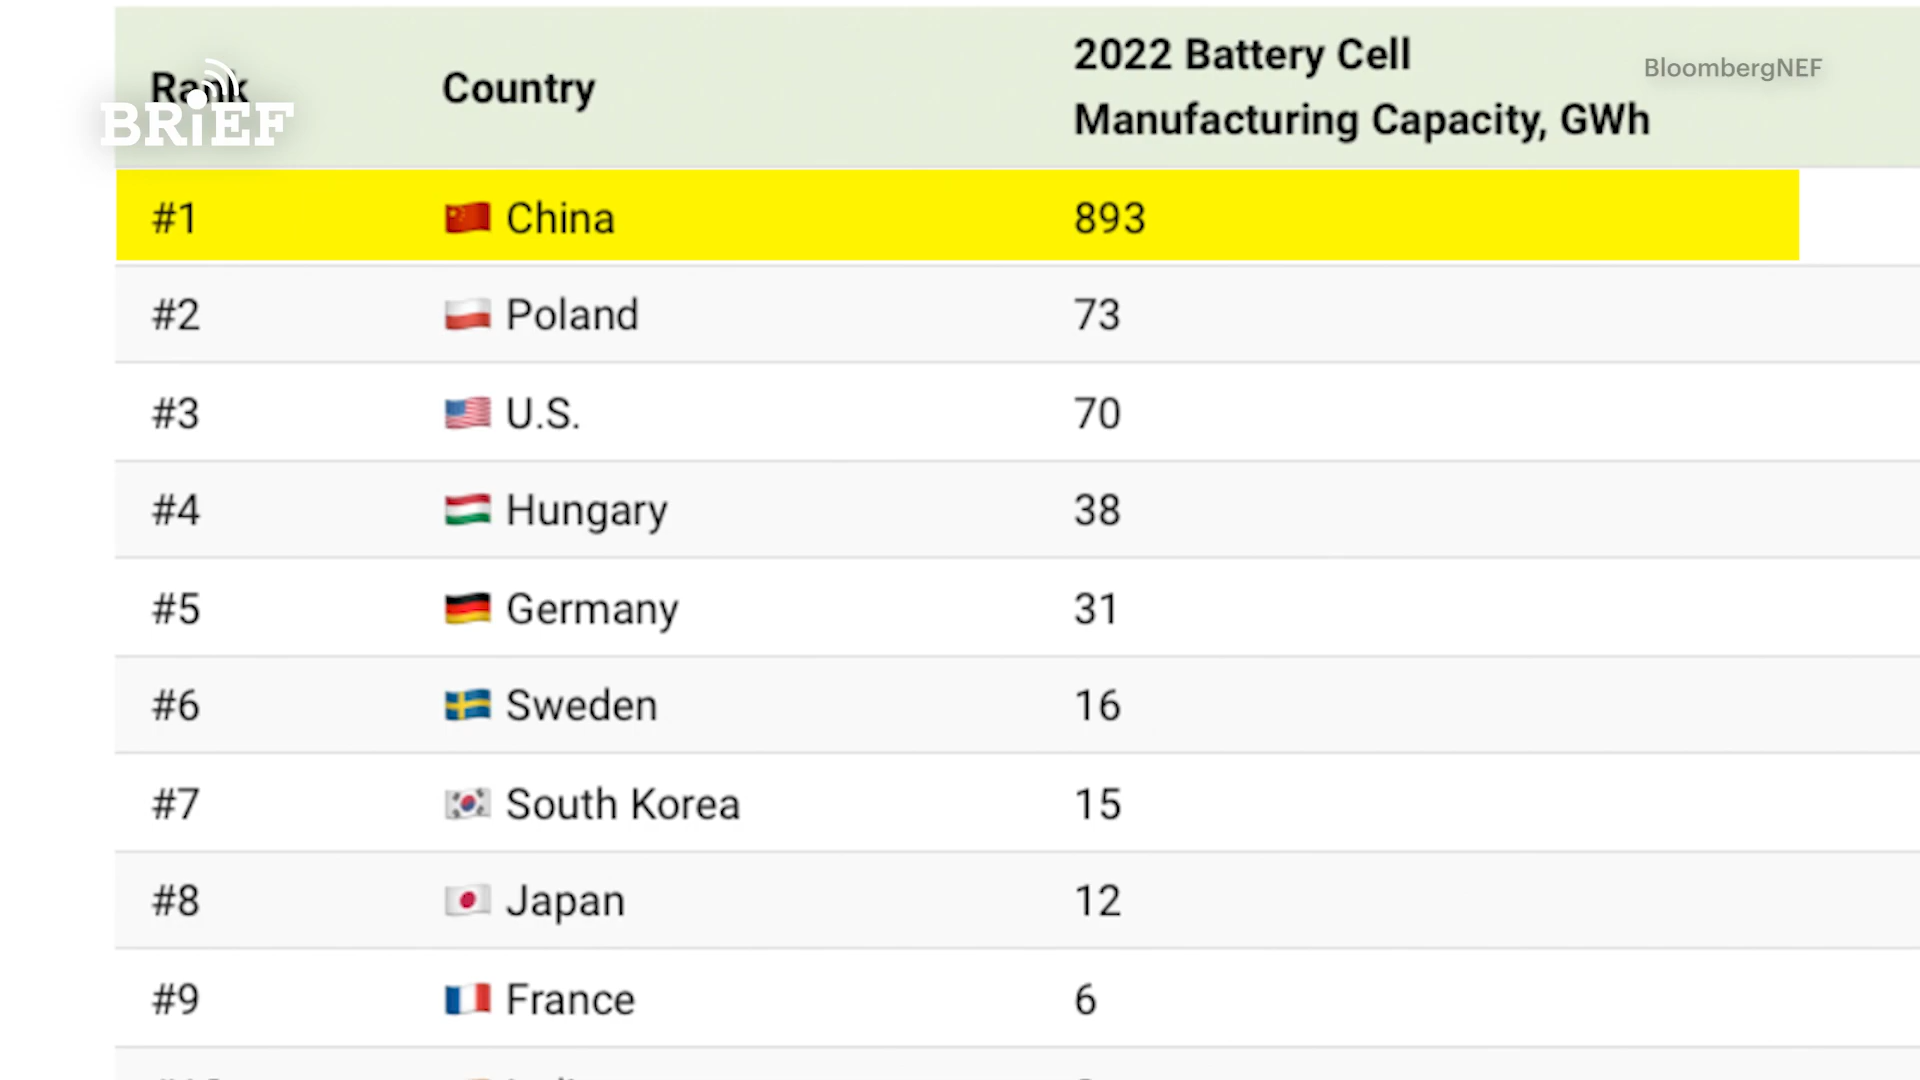 BloombergNEF
BRiEF
Rank Country 2022 Battery Cell
Manufacturing Capacity, GWh
#1 China 893
#2 Poland 73
#3 U.S. 70
#4 Hungary 38
#5 Germany 31
#6 Sweden 16
#7 South Korea 15
#8 Japan 12
#9 France 6